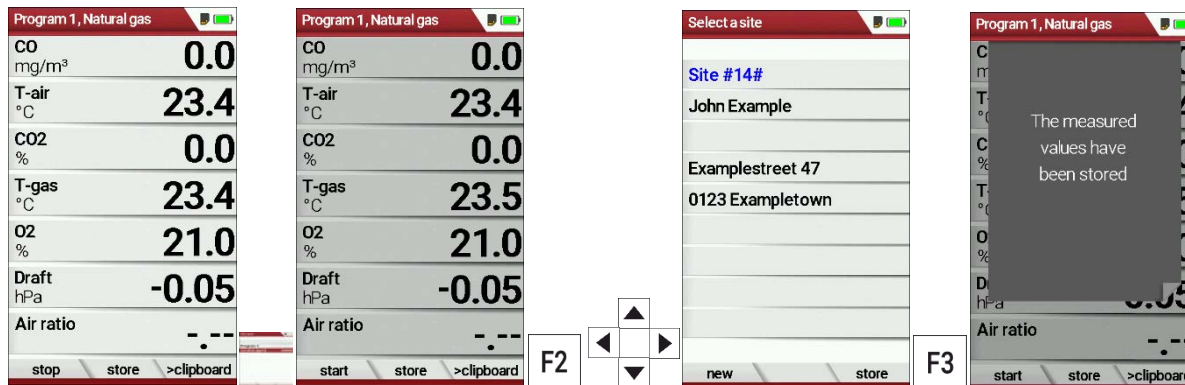 Program 1, Natural gas
CO
mg/m³
0.0
T-air
°C
23.4
CO2
%
0.0
T-gas
°C
23.4
O2
%
21.0
Draft
hPa
-0.05
Air ratio
-.--
stop store >clipboard
Program 1, Natural gas
CO
mg/m³
0.0
T-air
°C
23.4
CO2
%
0.0
T-gas
°C
23.5
O2
%
21.0
Draft
hPa
-0.05
Air ratio
-.--
start store >clipboard
F2
Select a site
Site #14#
John Example
Examplestreet 47
0123 Exampletown
new store
F3
Program 1, Natural gas
The measured
values have
been stored
hPa
Air ratio
-.-
start store >clipboard